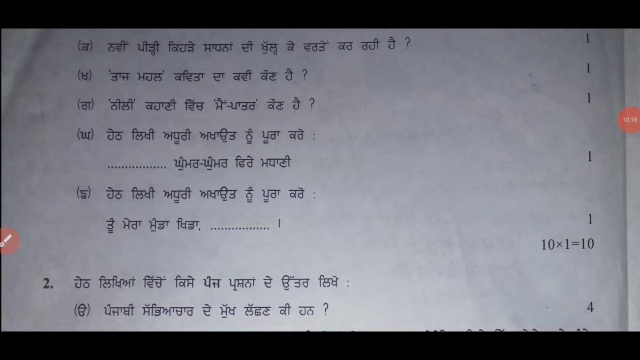 (ਕ) ਨਵੀਂ ਪੀੜ੍ਹੀ ਕਿਹੜੇ ਸਾਧਨਾਂ ਦੀ ਖੁੱਲ੍ਹ ਕੇ ਵਰਤੋਂ ਕਰ ਰਹੀ ਹੈ ? 1
(ਖ) 'ਤਾਜ ਮਹਲ' ਕਵਿਤਾ ਦਾ ਕਵੀ ਕੌਣ ਹੈ ? 1
(ਗ) 'ਨੀਲੀ' ਕਹਾਣੀ ਵਿੱਚ 'ਮੈਂ-ਪਾਤਰ' ਕੌਣ ਹੈ ? 1
(ਘ) ਹੇਠ ਲਿਖੀ ਅਧੂਰੀ ਅਖਾਉਤ ਨੂੰ ਪੂਰਾ ਕਰੋ :
................. ਘੁੰਮਰ-ਘੁੰਮਰ ਫਿਰੇ ਮਧਾਣੀ 1
(ਙ) ਹੇਠ ਲਿਖੀ ਅਧੂਰੀ ਅਖਾਉਤ ਨੂੰ ਪੂਰਾ ਕਰੋ :
ਤੂੰ ਮੇਰਾ ਮੁੰਡਾ ਖਿਡਾ, ................. । 1
10×1=10
2. ਹੇਠ ਲਿਖਿਆਂ ਵਿੱਚੋਂ ਕਿਸੇ ਪੰਜ ਪ੍ਰਸ਼ਨਾਂ ਦੇ ਉੱਤਰ ਲਿਖੋ :
(ੳ) ਪੰਜਾਬੀ ਸੱਭਿਆਚਾਰ ਦੇ ਮੁੱਖ ਲੱਛਣ ਕੀ ਹਨ ? 4